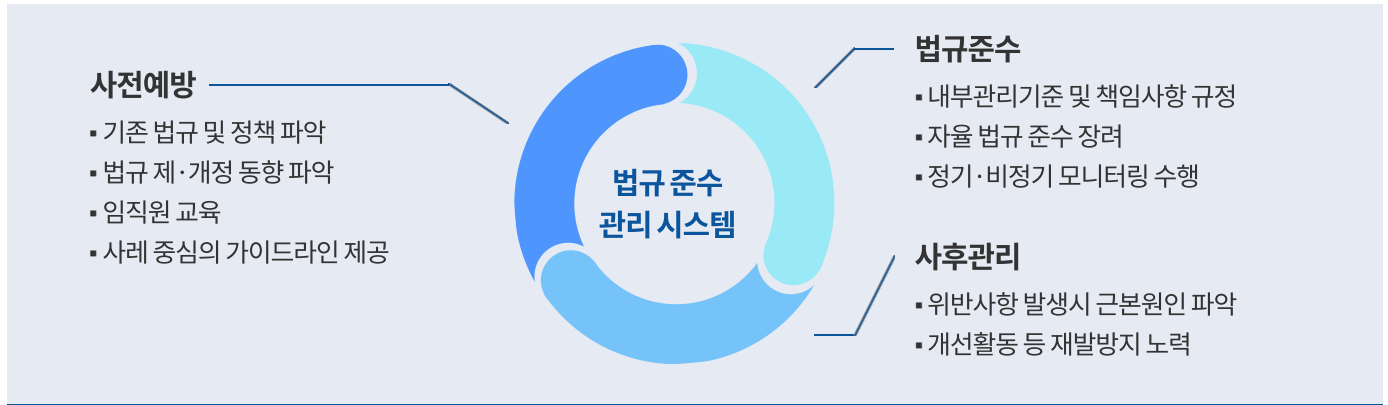 사전예방
▪ 기존 법규 및 정책 파악
▪ 법규 제·개정 동향 파악
▪ 임직원 교육
▪ 사례 중심의 가이드라인 제공
법규 준수
관리 시스템
법규준수
▪ 내부관리기준 및 책임사항 규정
▪ 자율 법규 준수 장려
▪ 정기·비정기 모니터링 수행
사후관리
▪ 위반사항 발생시 근본원인 파악
▪ 개선활동 등 재발방지 노력